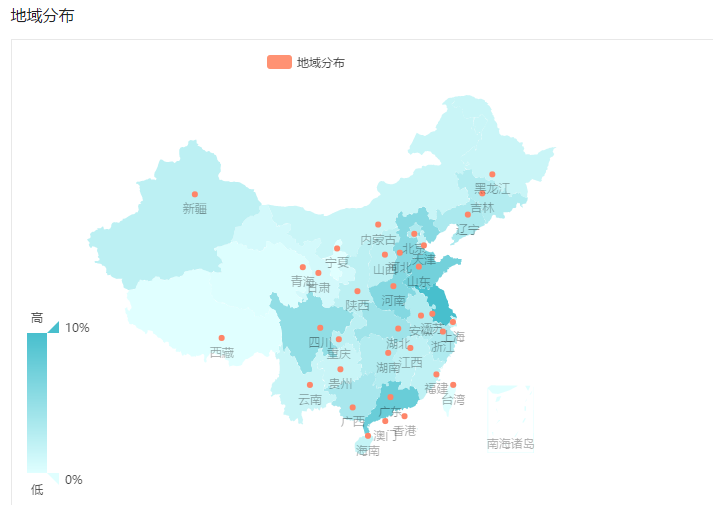 地域分布
地域分布
黑龙江
吉林
新疆
辽宁
内蒙古
北京
天津
宁夏
山西
河北
青海
甘肃
山东
陕西
河南
高
10%
江苏
安徽
上海
四川
湖北
浙江
西藏
重庆
江西
湖南
贵州
福建
云南
台湾
广东
广西
香港
澳门
海南
南海诸岛
0%
低